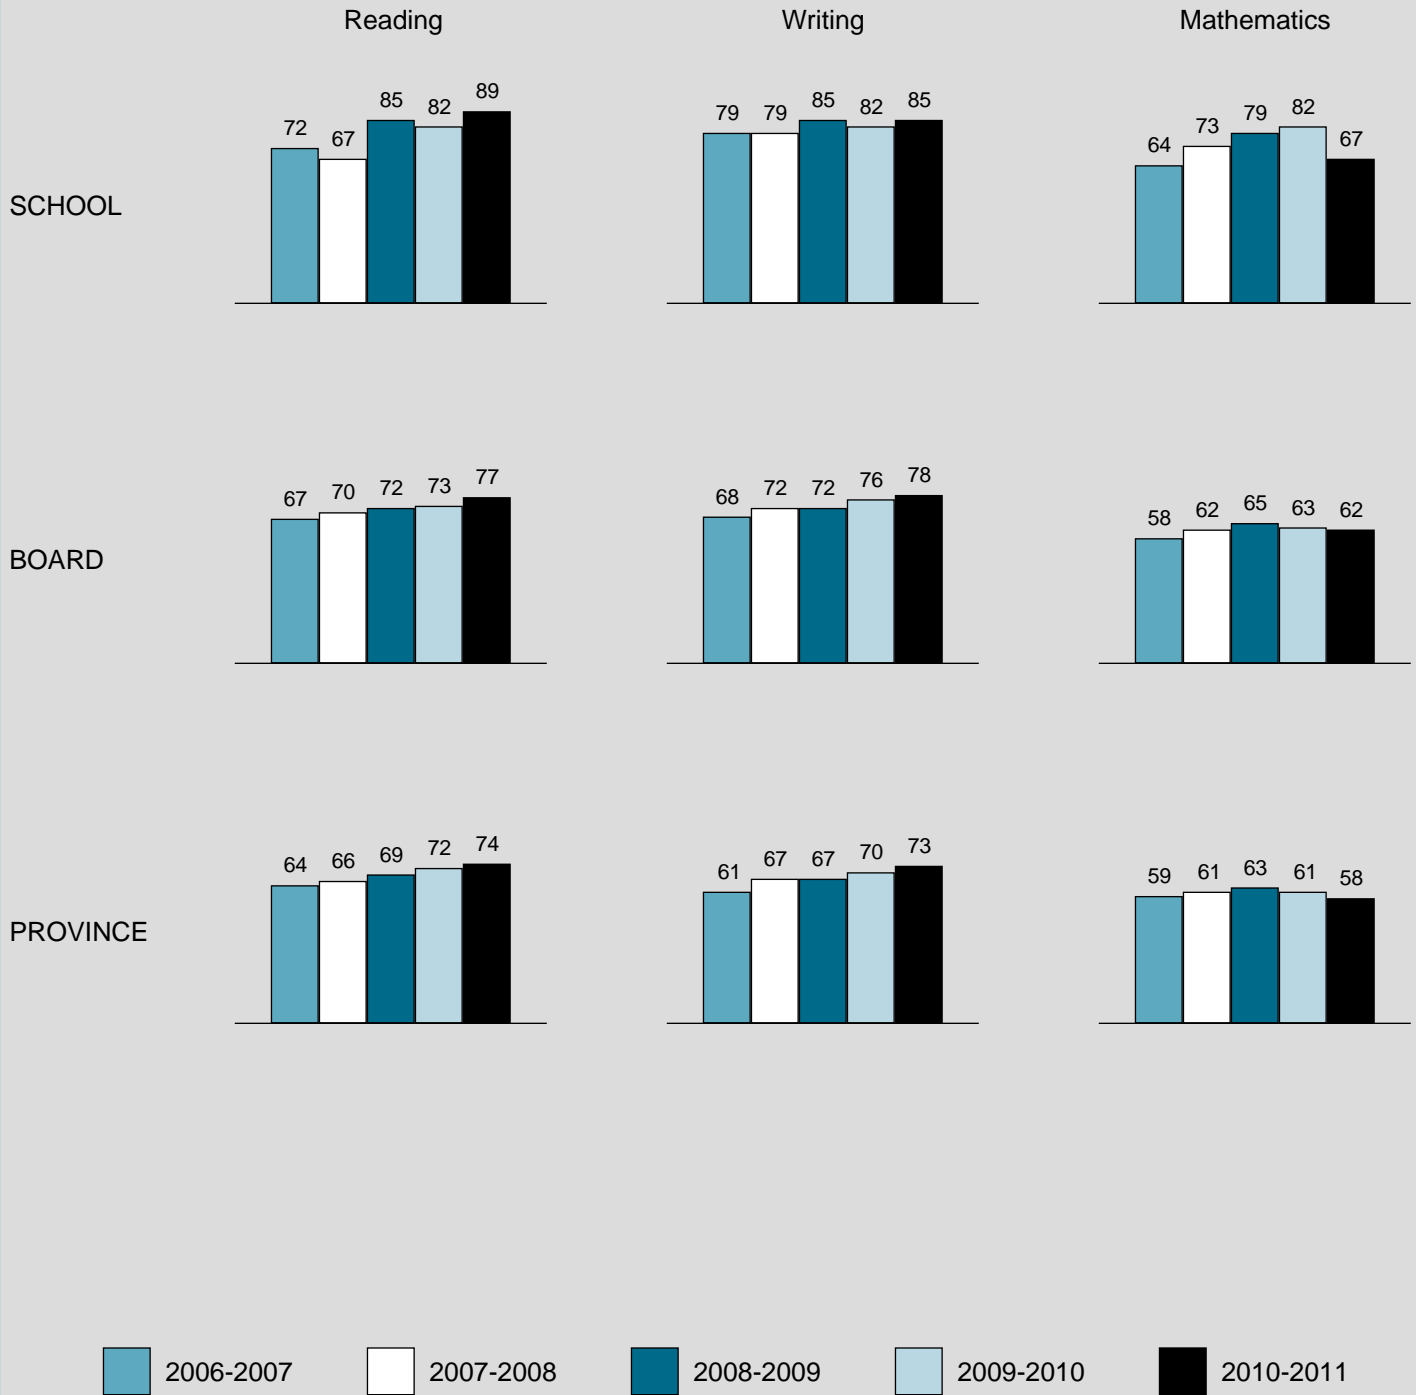 Reading Writing Mathematics
SCHOOL
72 67 85 82 89
79 79 85 82 85
64 73 79 82 67
BOARD
67 70 72 73 77
68 72 72 76 78
58 62 65 63 62
PROVINCE
64 66 69 72 74
61 67 67 70 73
59 61 63 61 58
2006-2007 2007-2008 2008-2009 2009-2010 2010-2011